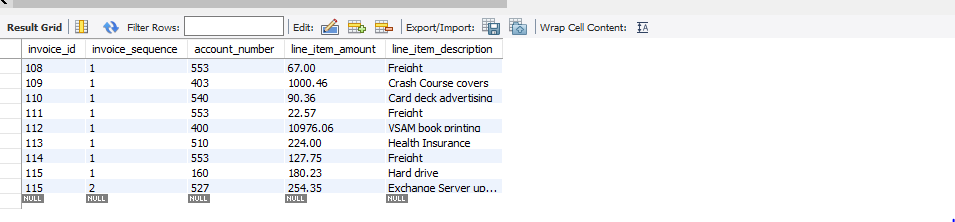 Result Grid Filter Rows: Edit: Export/Import: Wrap Cell Content: IA
invoice_id invoice_sequence account_number line_item_amount line_item_description
108 1 553 67.00 Freight
109 1 403 1000.46 Crash Course covers
110 1 540 90.36 Card deck advertising
111 1 553 22.57 Freight
112 1 400 10976.06 VSAM book printing
113 1 510 224.00 Health Insurance
114 1 553 127.75 Freight
115 1 160 180.23 Hard drive
115 2 527 254.35 Exchange Server up...
NULL NULL NULL NULL NULL